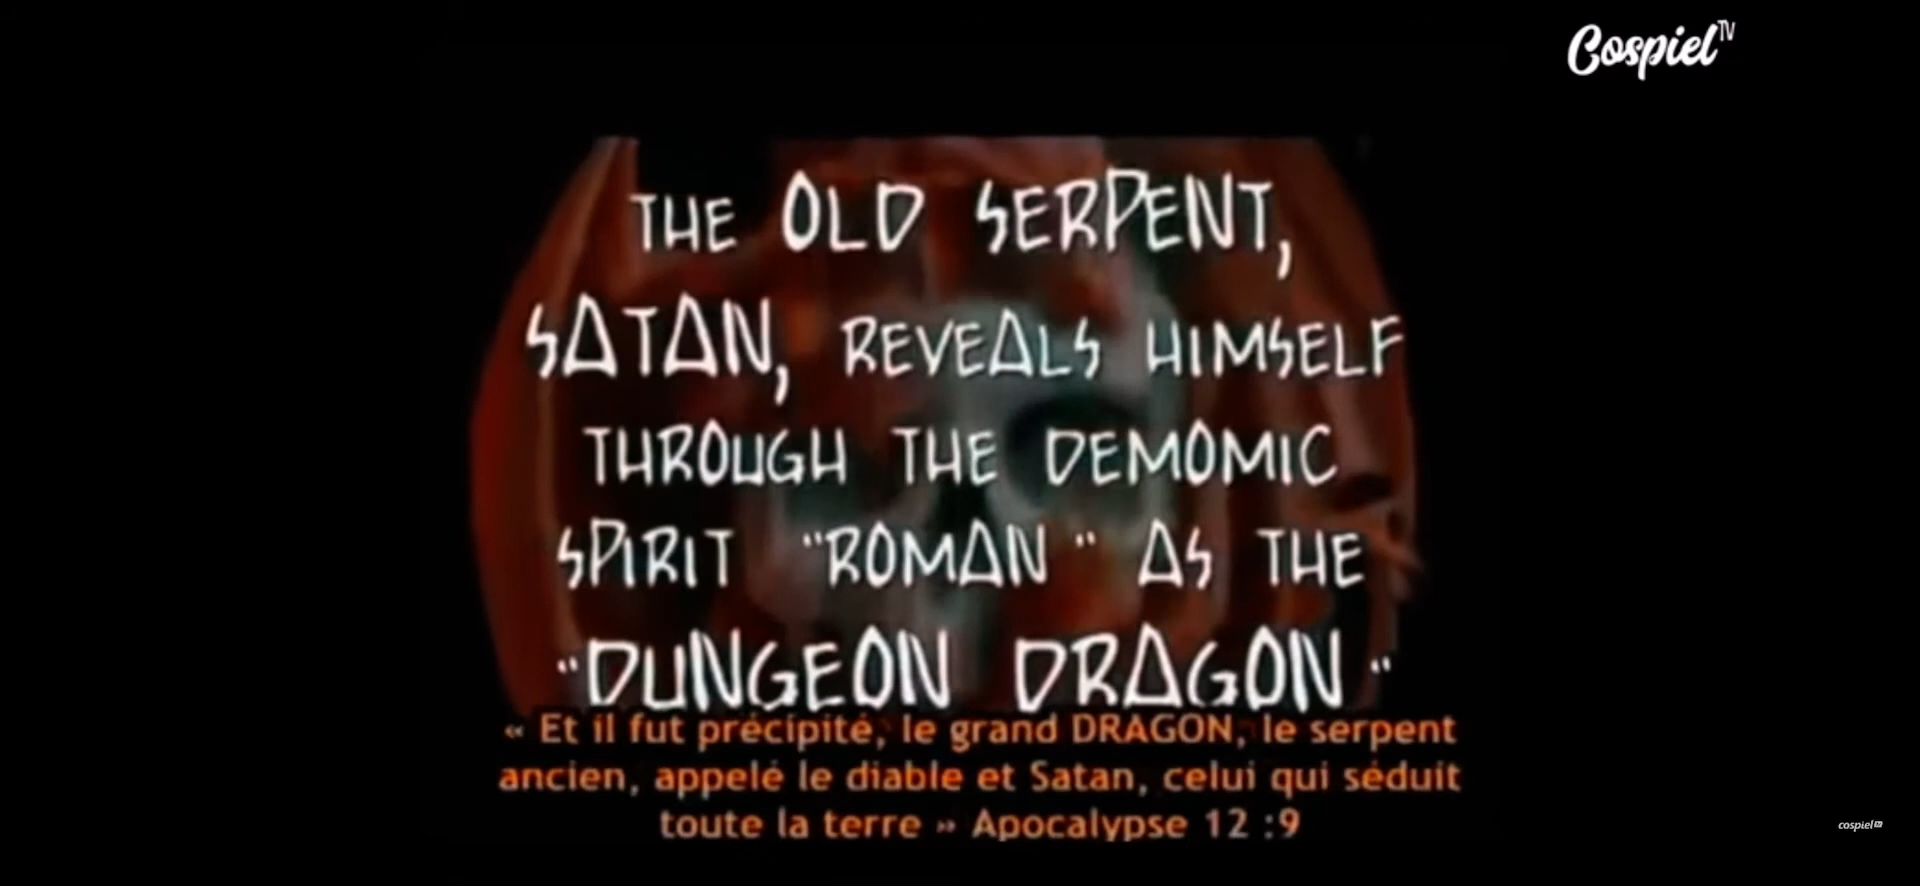 Cospiel TV
THE OLD SERPENT,
SATAN, REVEALS HIMSELF
THROUGH THE DEMOMIC
SPIRIT "ROMAN" AS THE
"DUNGEON DRAGON"
« Et il fut précipité, le grand DRAGON, le serpent
ancien, appelé le diable et Satan, celui qui séduit
toute la terre » Apocalypse 12 :9
cospiel TV